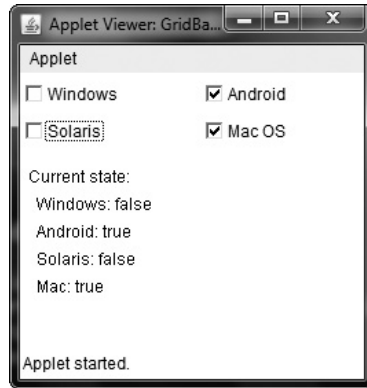 Applet Viewer: GridBa...
Applet
Windows Android
Solaris Mac OS
Current state:
Windows: false
Android: true
Solaris: false
Mac: true
Applet started.